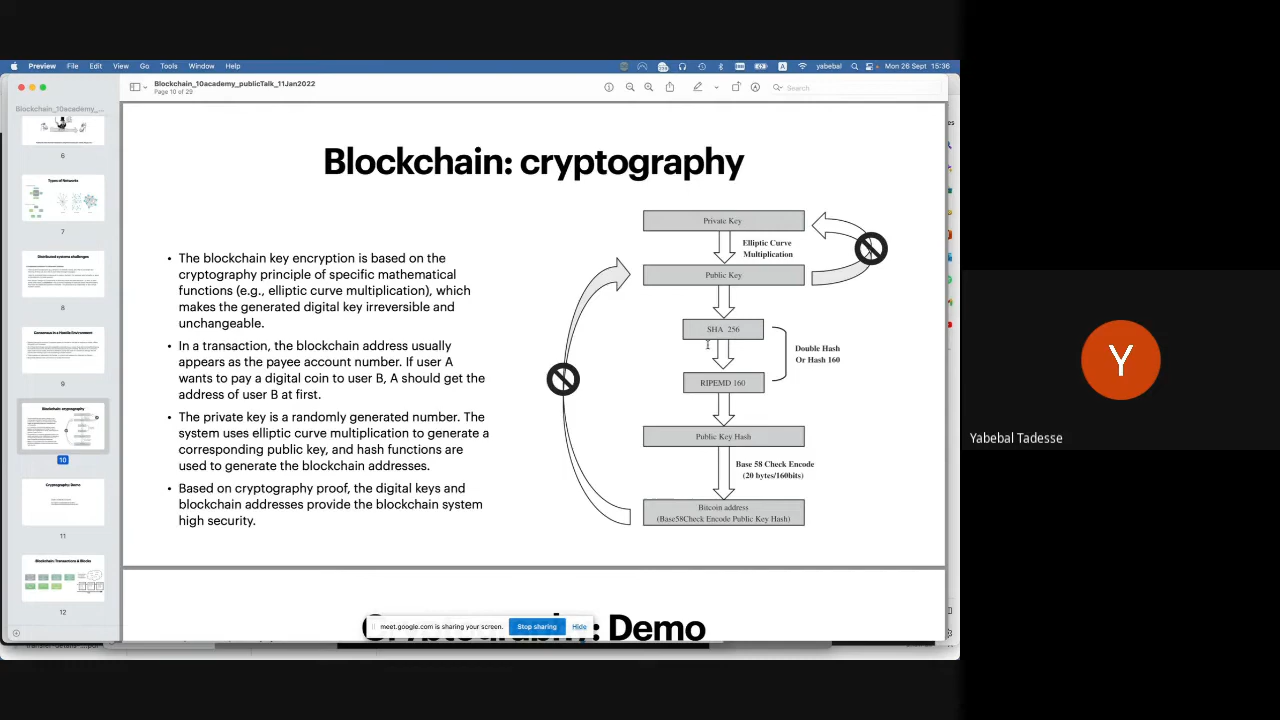 Preview File Edit View Go Tools Window Help
yabebal Mon 26 Sept 15:36
Blockchain_10academy_publicTalk_11Jan2022
Page 10 of 29
Search
Blockchain_10academy_...
6
Types of Networks
7
Distributed systems challenges
8
Consensus in a Hostile Environment
9
Blockchain: cryptography
10
Cryptography: Demo
11
Blockchain: Transactions & Blocks
12
Blockchain: cryptography
• The blockchain key encryption is based on the
cryptography principle of specific mathematical
functions (e.g., elliptic curve multiplication), which
makes the generated digital key irreversible and
unchangeable.
• In a transaction, the blockchain address usually
appears as the payee account number. If user A
wants to pay a digital coin to user B, A should get the
address of user B at first.
• The private key is a randomly generated number. The
system uses elliptic curve multiplication to generate a
corresponding public key, and hash functions are
used to generate the blockchain addresses.
• Based on cryptography proof, the digital keys and
blockchain addresses provide the blockchain system
high security.
Private Key
Elliptic Curve
Multiplication
Public Key
SHA 256
Double Hash
Or Hash 160
RIPEMD 160
Public Key Hash
Base 58 Check Encode
(20 bytes/160bits)
Bitcoin address
(Base58Check Encode Public Key Hash)
: Demo
meet.google.com is sharing your screen. Stop sharing Hide
Y
Yabebal Tadesse